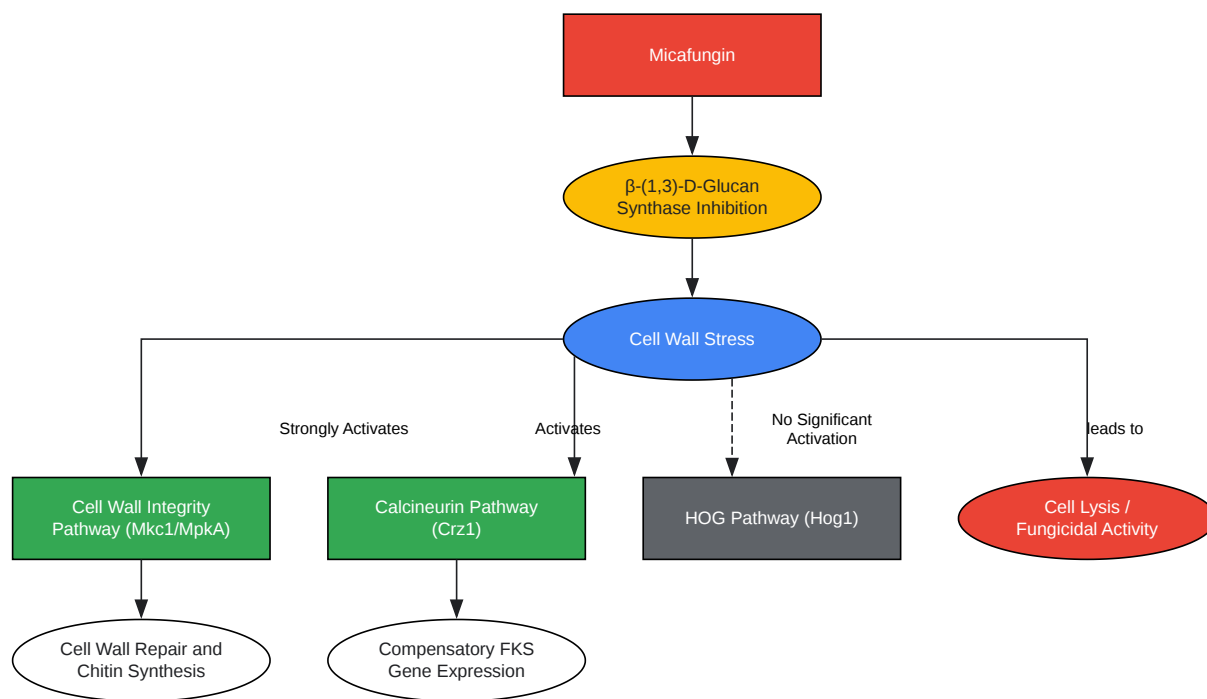 Micafungin
β-(1,3)-D-Glucan
Synthase Inhibition
Cell Wall Stress
Strongly Activates
Activates
No Significant
Activation
leads to
Cell Wall Integrity
Pathway (Mkc1/MpkA)
Calcineurin Pathway
(Crz1)
HOG Pathway (Hog1)
Cell Lysis /
Fungicidal Activity
Cell Wall Repair and
Chitin Synthesis
Compensatory FKS
Gene Expression